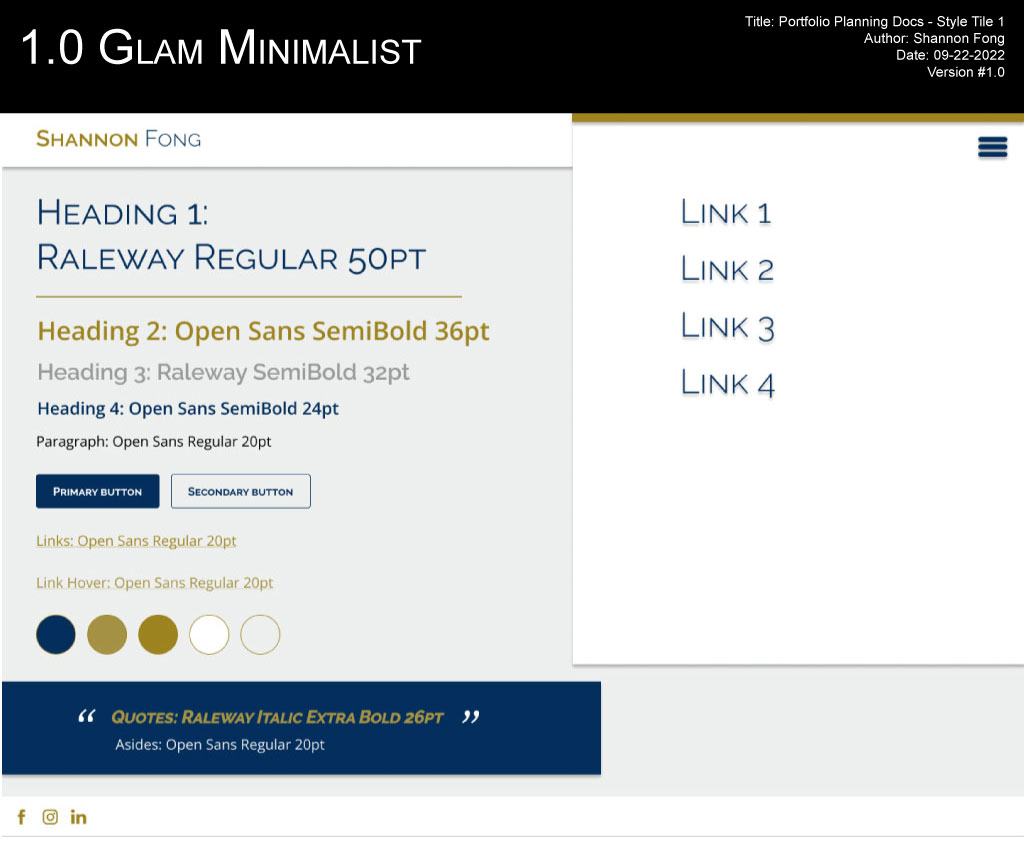 1.0 Glam Minimalist
Title: Portfolio Planning Docs - Style Tile 1
Author: Shannon Fong
Date: 09-22-2022
Version #1.0
Shannon Fong
Heading 1:
Raleway Regular 50pt
Heading 2: Open Sans SemiBold 36pt
Heading 3: Raleway SemiBold 32pt
Heading 4: Open Sans SemiBold 24pt
Paragraph: Open Sans Regular 20pt
Primary button
Secondary button
Links: Open Sans Regular 20pt
Link Hover: Open Sans Regular 20pt
Link 1
Link 2
Link 3
Link 4
“ Quotes: Raleway Italic Extra Bold 26pt ”
Asides: Open Sans Regular 20pt